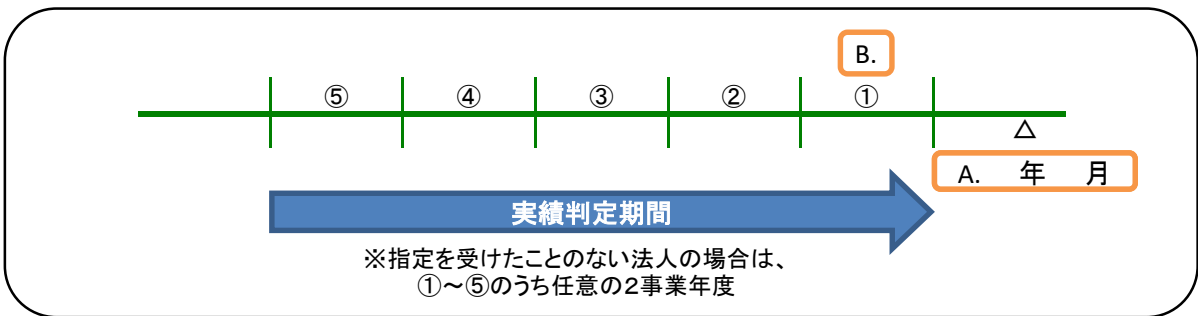 B.
⑤ ④ ③ ② ①
△
A. 年 月
実績判定期間
※指定を受けたことのない法人の場合は、
①～⑤のうち任意の2事業年度